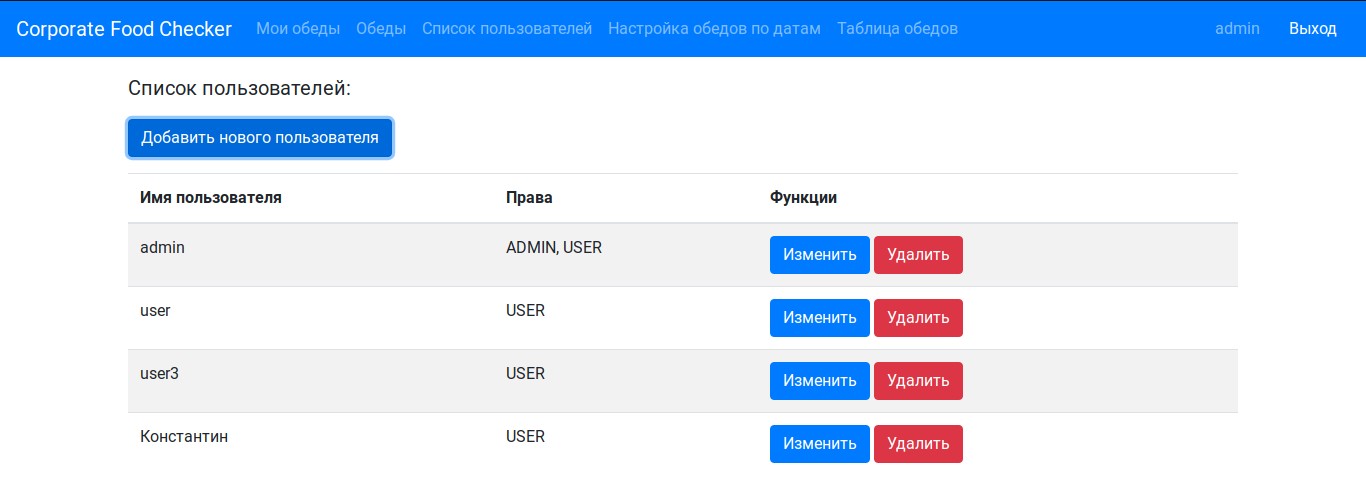 Corporate Food Checker Мои обеды Обеды Список пользователей Настройка обедов по датам Таблица обедов admin Выход
Список пользователей:
Добавить нового пользователя
Имя пользователя Права Функции
admin ADMIN, USER Изменить Удалить
user USER Изменить Удалить
user3 USER Изменить Удалить
Константин USER Изменить Удалить